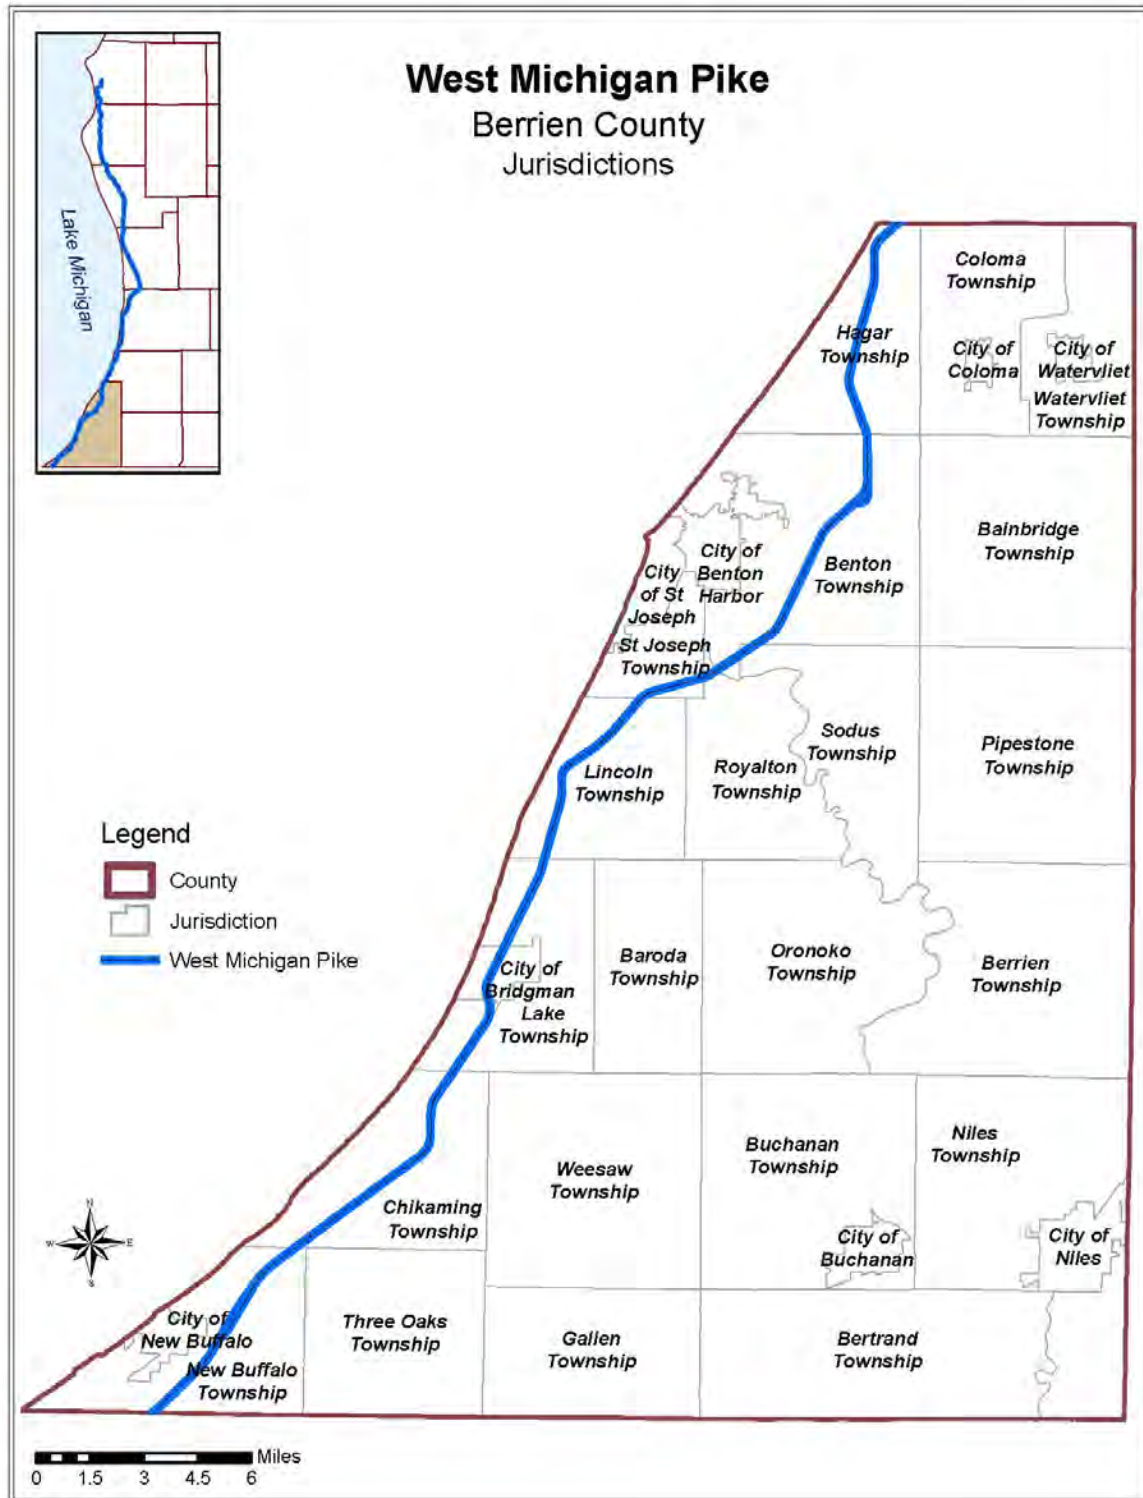 West Michigan Pike
Berrien County
Jurisdictions
Lake Michigan
Coloma
Township
Hagar
Township
City of
Coloma
City of
Watervliet
Watervliet
Township
Bainbridge
Township
City of
Benton
Harbor
Benton
Township
City
of St
Joseph
St Joseph
Township
Sodus
Township
Pipestone
Township
Lincoln
Township
Royalton
Township
Legend
County
Jurisdiction
West Michigan Pike
City of
Bridgman
Lake
Township
Baroda
Township
Oronoko
Township
Berrien
Township
Weesaw
Township
Buchanan
Township
Niles
Township
Chikaming
Township
City of
Buchanan
City of
Niles
N
W
E
S
City of
New Buffalo
New Buffalo
Township
Three Oaks
Township
Galien
Township
Bertrand
Township
Miles
0 1.5 3 4.5 6